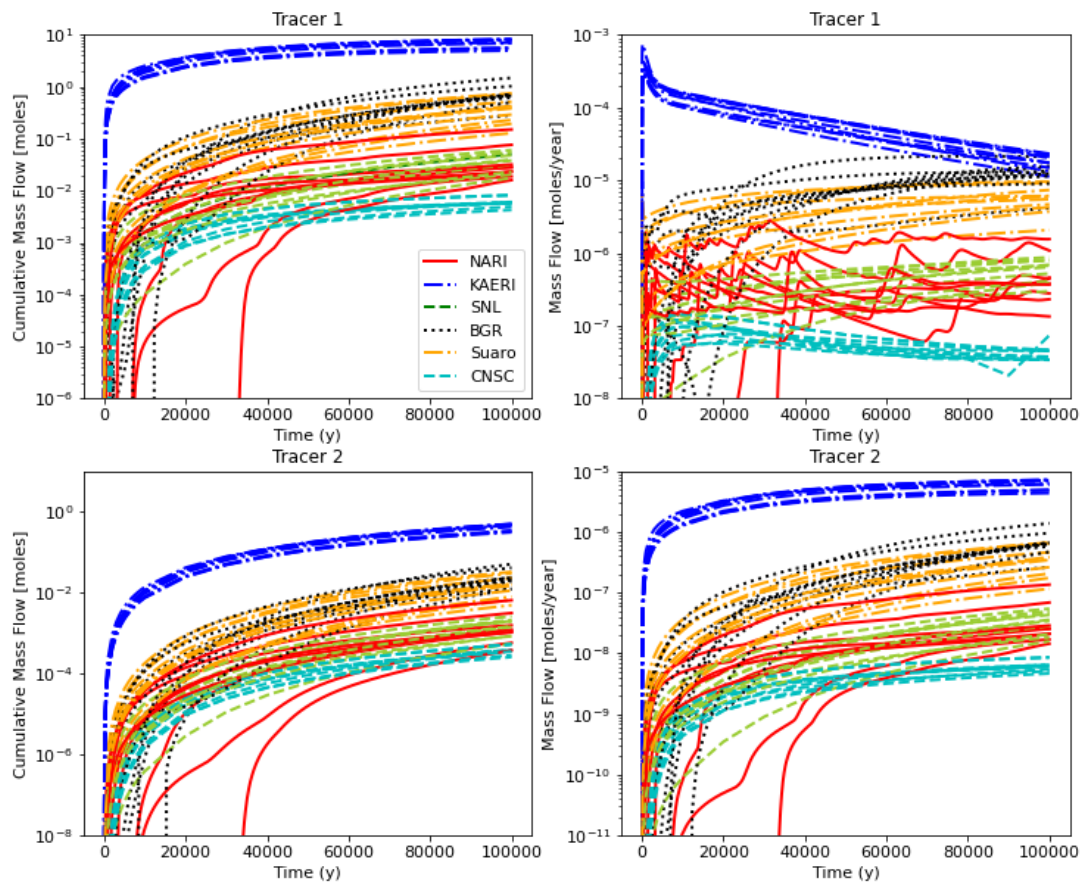 Tracer 1
Cumulative Mass Flow [moles]
10¹
10⁰
10⁻¹
10⁻²
10⁻³
10⁻⁴
10⁻⁵
10⁻⁶
NARI
KAERI
SNL
BGR
Suaro
CNSC
0 20000 40000 60000 80000 100000
Time (y)
Tracer 1
Mass Flow [moles/year]
10⁻³
10⁻⁴
10⁻⁵
10⁻⁶
10⁻⁷
10⁻⁸
0 20000 40000 60000 80000 100000
Time (y)
Tracer 2
Cumulative Mass Flow [moles]
10⁰
10⁻²
10⁻⁴
10⁻⁶
10⁻⁸
0 20000 40000 60000 80000 100000
Time (y)
Tracer 2
Mass Flow [moles/year]
10⁻⁵
10⁻⁶
10⁻⁷
10⁻⁸
10⁻⁹
10⁻¹⁰
10⁻¹¹
0 20000 40000 60000 80000 100000
Time (y)